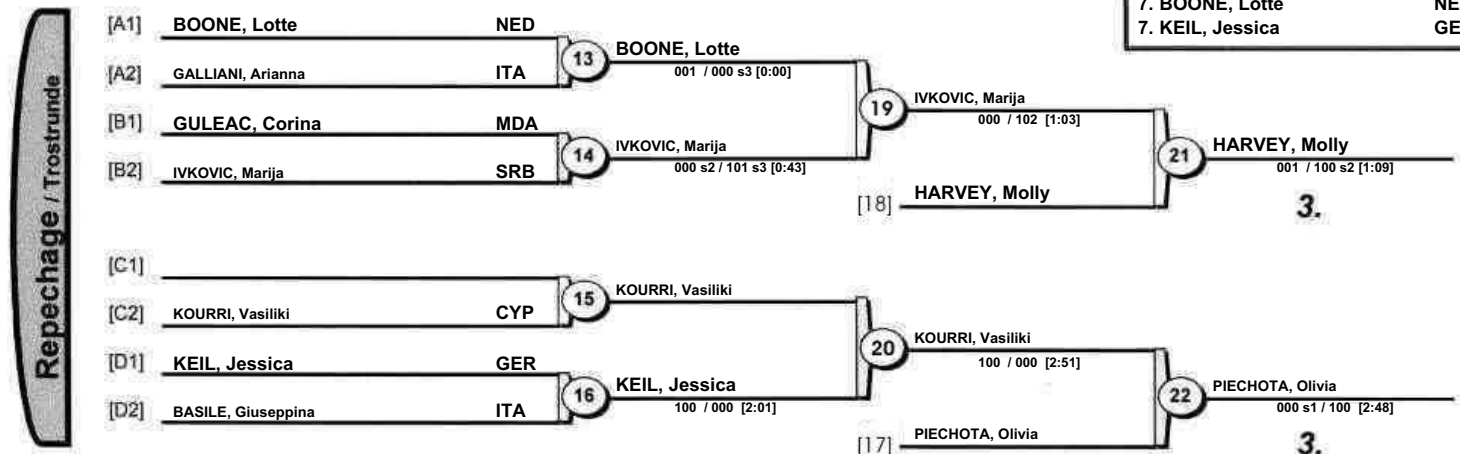 7. BOONE, Lotte NE
7. KEIL, Jessica GE
Repechage / Trostrunde
[A1] BOONE, Lotte NED
[A2] GALLIANI, Arianna ITA
13 BOONE, Lotte
001 / 000 s3 [0:00]
[B1] GULEAC, Corina MDA
[B2] IVKOVIC, Marija SRB
14 IVKOVIC, Marija
000 s2 / 101 s3 [0:43]
19 IVKOVIC, Marija
000 / 102 [1:03]
[18] HARVEY, Molly
21 HARVEY, Molly
001 / 100 s2 [1:09]
3.
[C1]
[C2] KOURRI, Vasiliki CYP
15 KOURRI, Vasiliki
[D1] KEIL, Jessica GER
[D2] BASILE, Giuseppina ITA
16 KEIL, Jessica
100 / 000 [2:01]
20 KOURRI, Vasiliki
100 / 000 [2:51]
[17] PIECHOTA, Olivia
22 PIECHOTA, Olivia
000 s1 / 100 [2:48]
3.